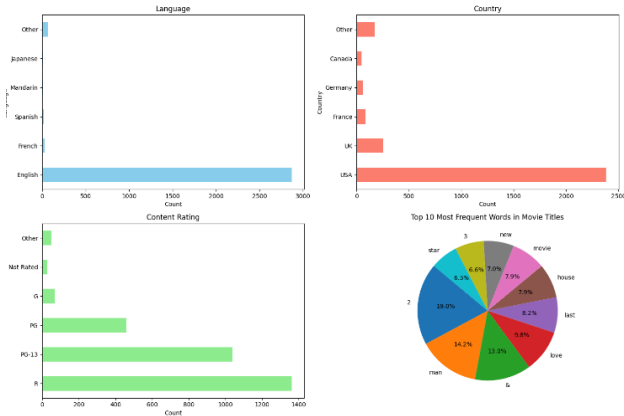 Language
Other
Japanese
Mandarin
Spanish
French
English
0 500 1000 1500 2000 2500 3000
Count
Country
Country
Other
Canada
Germany
France
UK
USA
0 500 1000 1500 2000 2500
Count
Content Rating
Other
Not Rated
G
PG
PG-13
R
0 200 400 600 800 1000 1200 1400
Count
Top 10 Most Frequent Words in Movie Titles
3 new
star movie
6.6% 7.0%
8.3% 7.9%
house
7.9%
2 19.0% 8.2% last
9.8%
14.2% 13.0% love
man
&